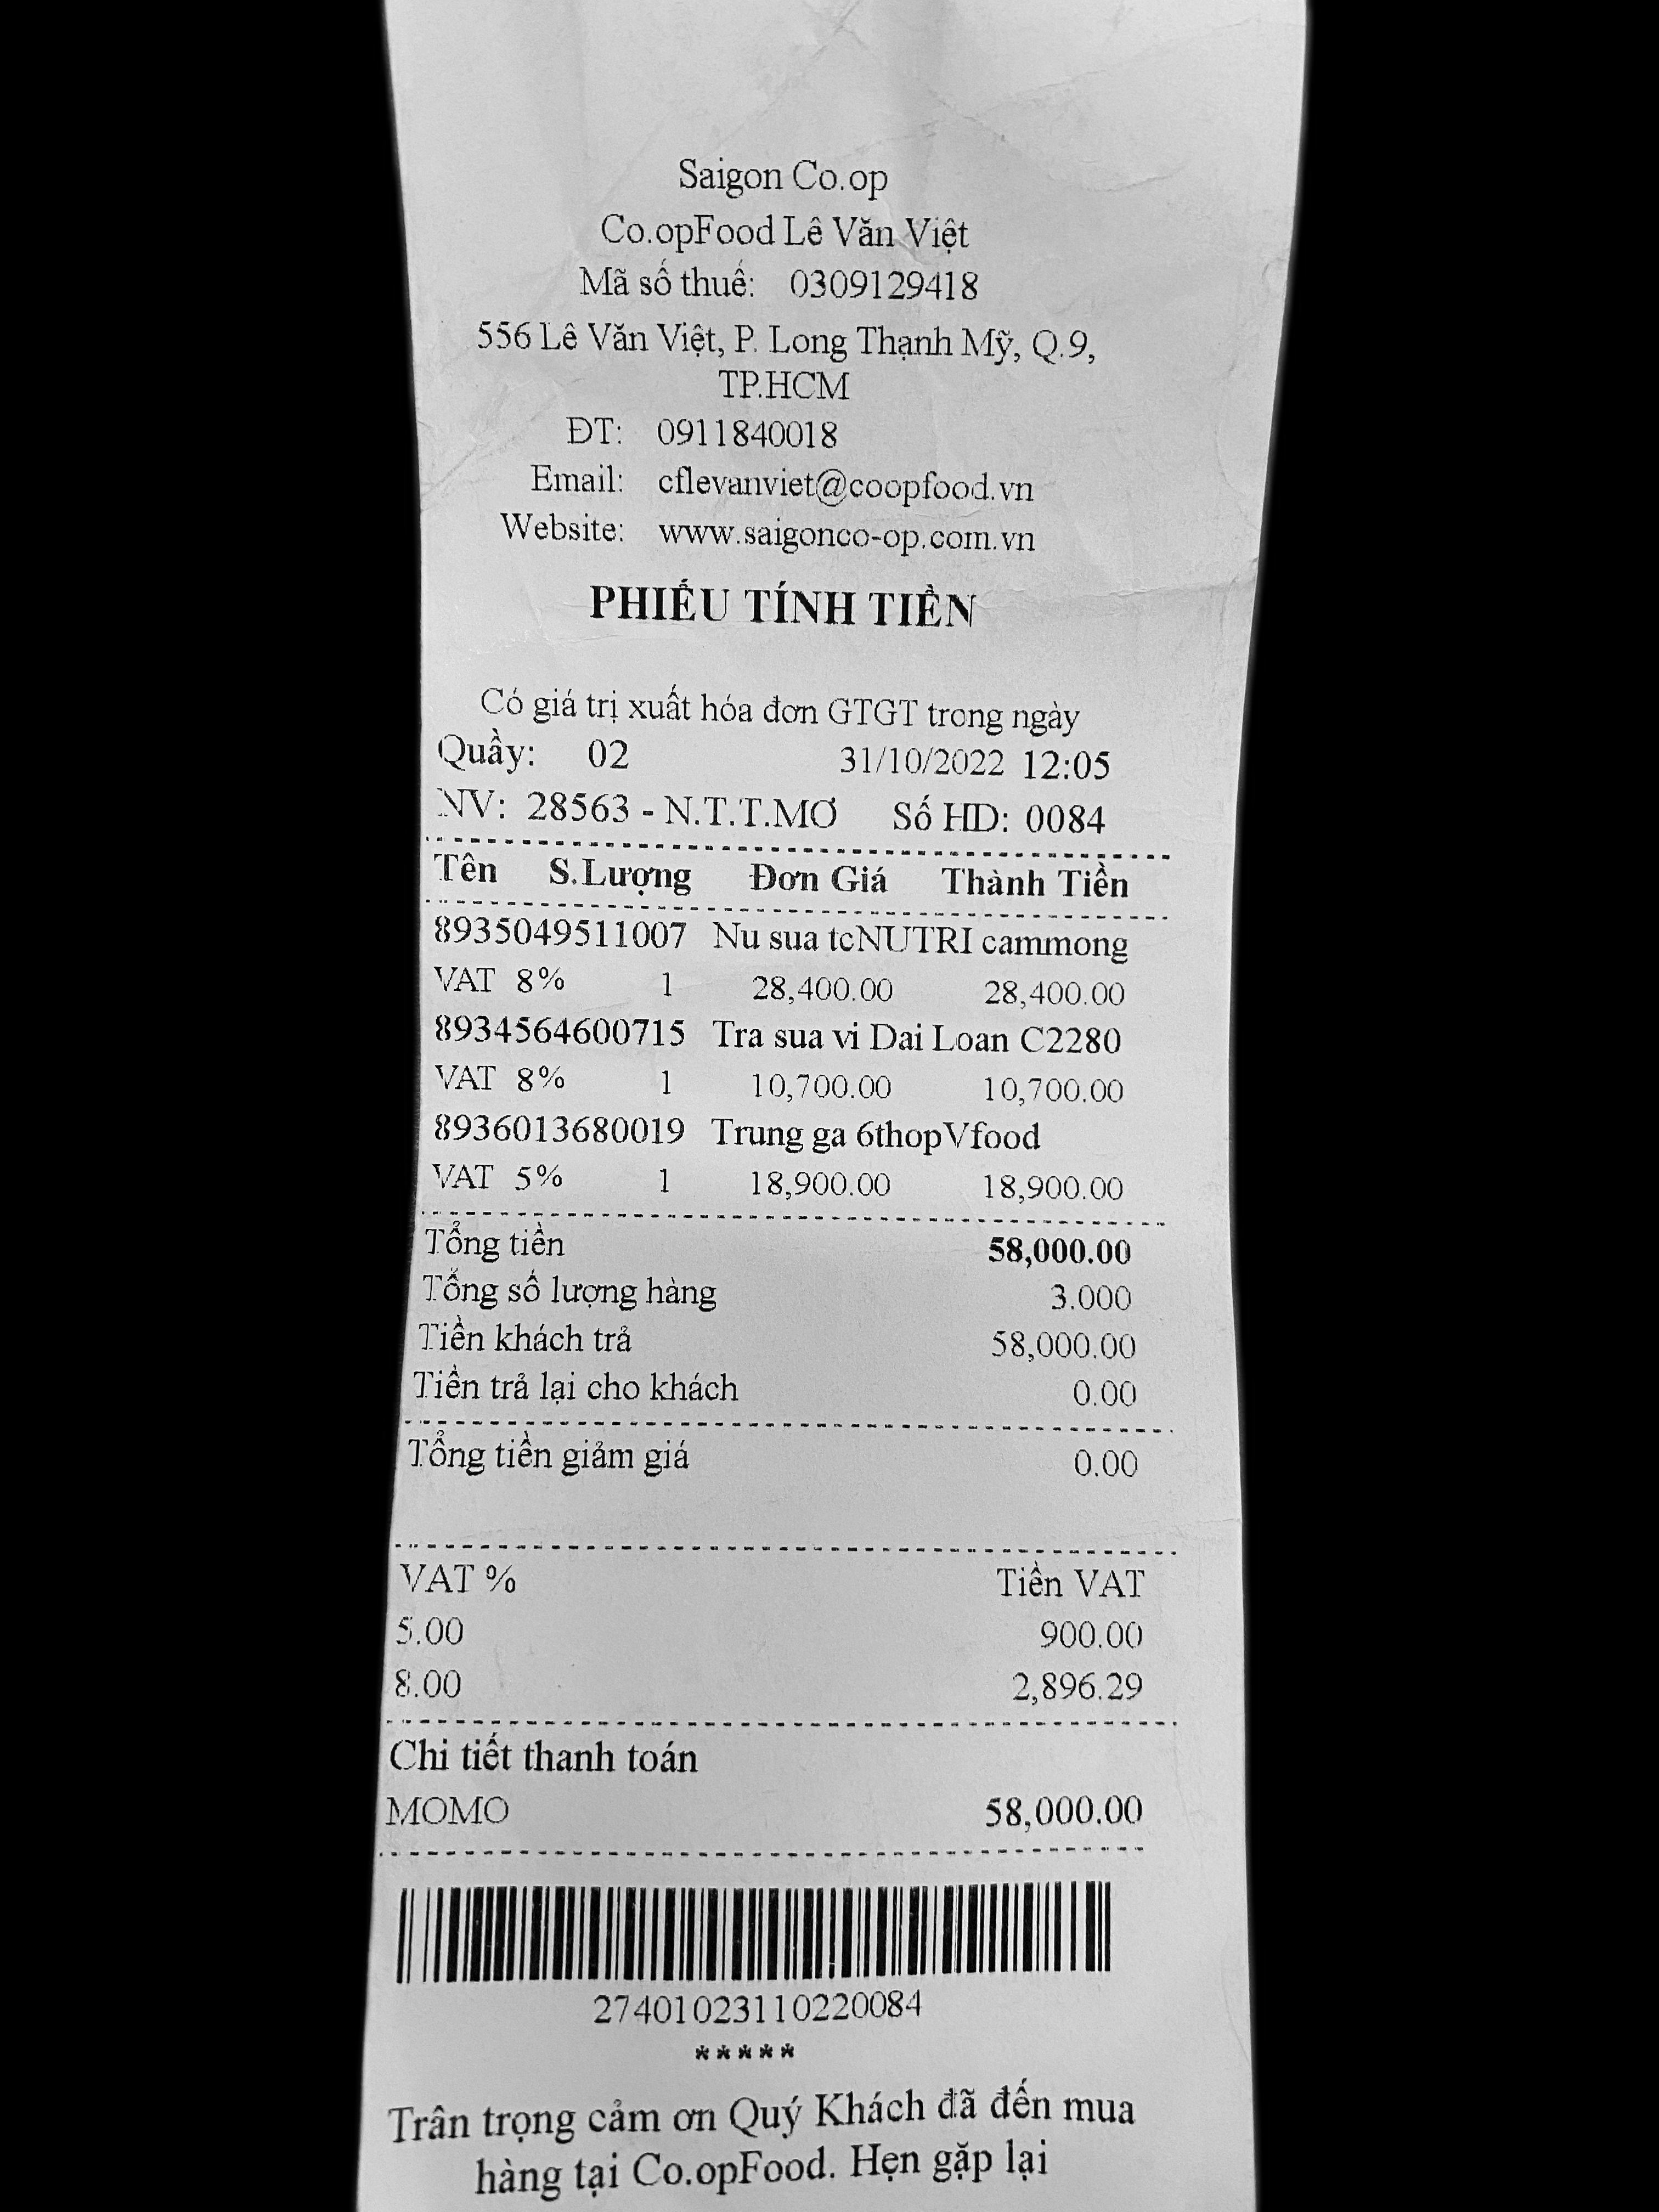 Saigon Co.op
Co.opFood Lê Văn Việt
Mã số thuế: 0309129418
556 Lê Văn Việt, P. Long Thạnh Mỹ, Q.9,
TP.HCM
ĐT: 0911840018
Email: cflevanviet@coopfood.vn
Website: www.saigonco-op.com.vn
PHIẾU TÍNH TIỀN
Có giá trị xuất hóa đơn GTGT trong ngày
Quầy: 02 31/10/2022 12:05
NV: 28563 - N.T.T.MƠ Số HD: 0084
Tên S.Lượng Đơn Giá Thành Tiền
8935049511007 Nu sua tcNUTRI cammong
VAT 8% 1 28,400.00 28,400.00
8934564600715 Tra sua vi Dai Loan C2280
VAT 8% 1 10,700.00 10,700.00
8936013680019 Trung ga 6thopVfood
VAT 5% 1 18,900.00 18,900.00
Tổng tiền 58,000.00
Tổng số lượng hàng 3.000
Tiền khách trả 58,000.00
Tiền trả lại cho khách 0.00
Tổng tiền giảm giá 0.00
VAT % Tiền VAT
5.00 900.00
8.00 2,896.29
Chi tiết thanh toán
MOMO 58,000.00
27401023110220084
*****
Trân trọng cảm ơn Quý Khách đã đến mua
hàng tại Co.opFood. Hẹn gặp lại